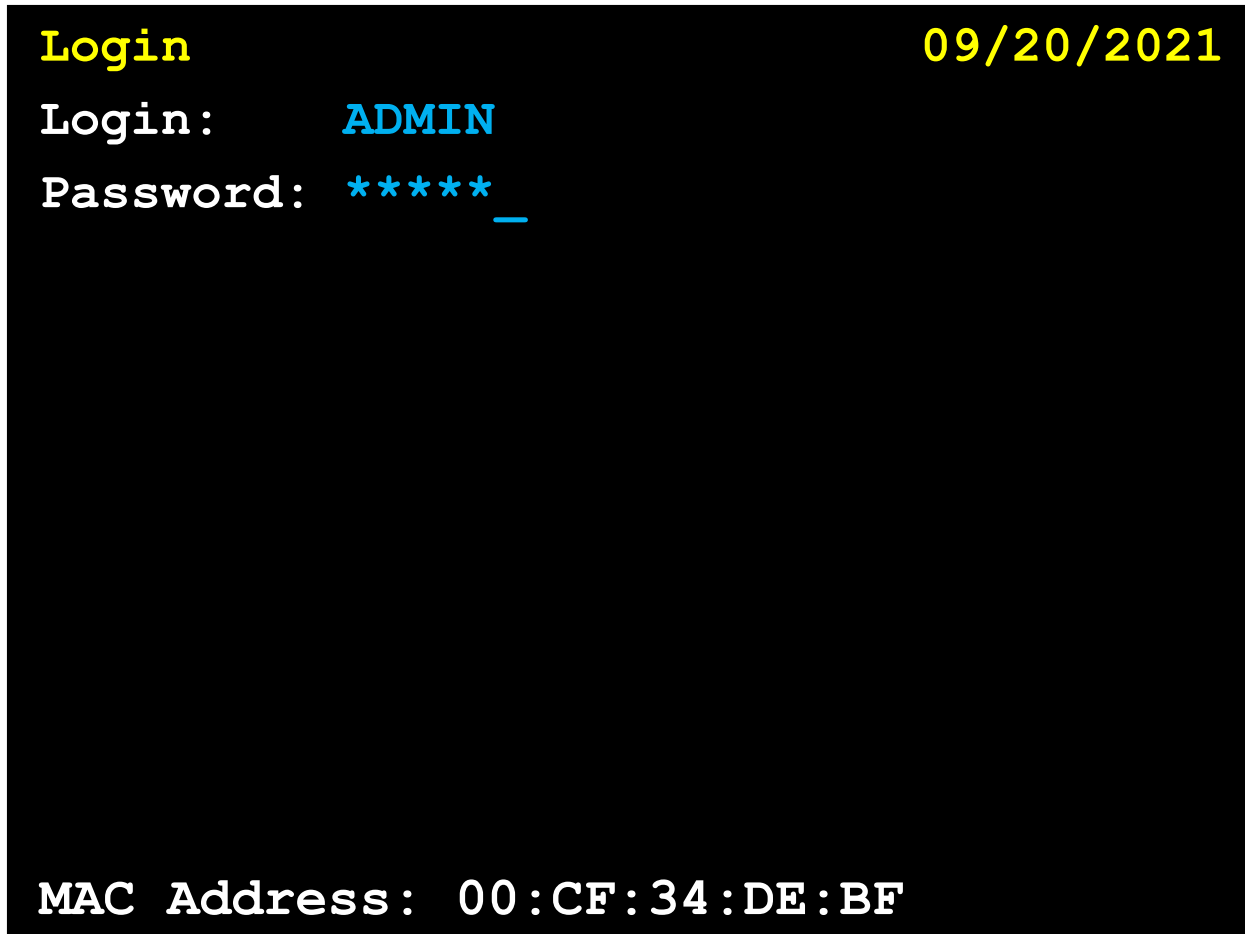 Login 09/20/2021
Login: ADMIN
Password: *****_
MAC Address: 00:CF:34:DE:BF